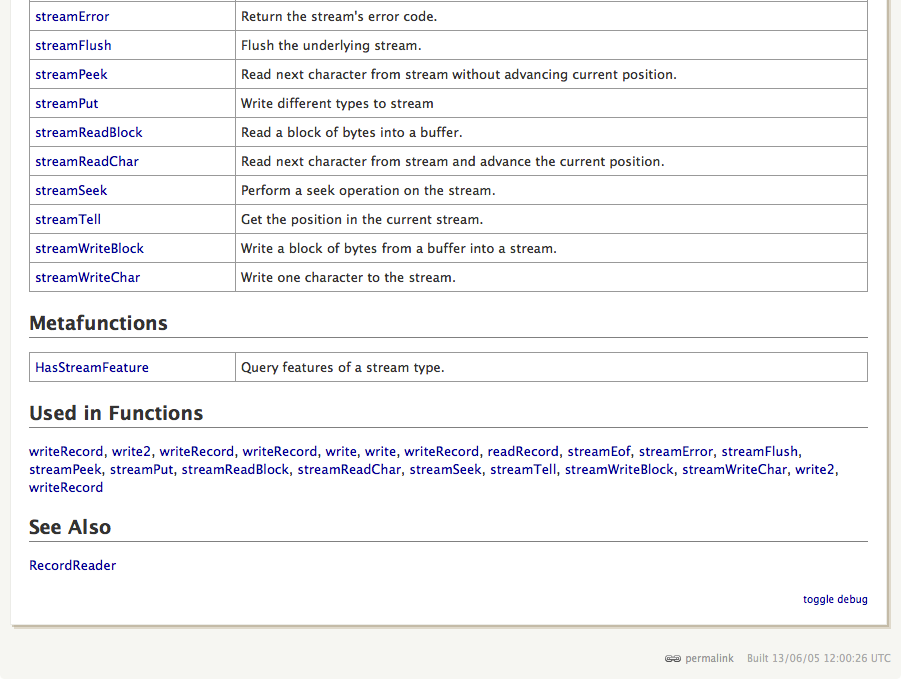 streamError Return the stream's error code.
streamFlush Flush the underlying stream.
streamPeek Read next character from stream without advancing current position.
streamPut Write different types to stream
streamReadBlock Read a block of bytes into a buffer.
streamReadChar Read next character from stream and advance the current position.
streamSeek Perform a seek operation on the stream.
streamTell Get the position in the current stream.
streamWriteBlock Write a block of bytes from a buffer into a stream.
streamWriteChar Write one character to the stream.
Metafunctions
HasStreamFeature Query features of a stream type.
Used in Functions
writeRecord, write2, writeRecord, writeRecord, write, write, writeRecord, readRecord, streamEof, streamError, streamFlush,
streamPeek, streamPut, streamReadBlock, streamReadChar, streamSeek, streamTell, streamWriteBlock, streamWriteChar, write2,
writeRecord
See Also
RecordReader
toggle debug
permalink Built 13/06/05 12:00:26 UTC